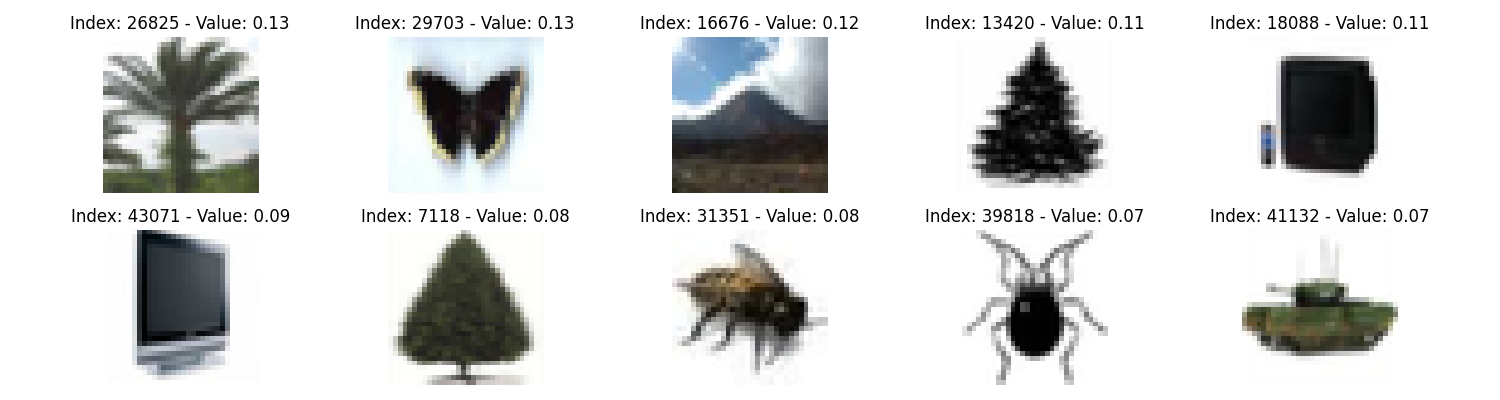 Index: 26825 - Value: 0.13
Index: 29703 - Value: 0.13
Index: 16676 - Value: 0.12
Index: 13420 - Value: 0.11
Index: 18088 - Value: 0.11
Index: 43071 - Value: 0.09
Index: 7118 - Value: 0.08
Index: 31351 - Value: 0.08
Index: 39818 - Value: 0.07
Index: 41132 - Value: 0.07